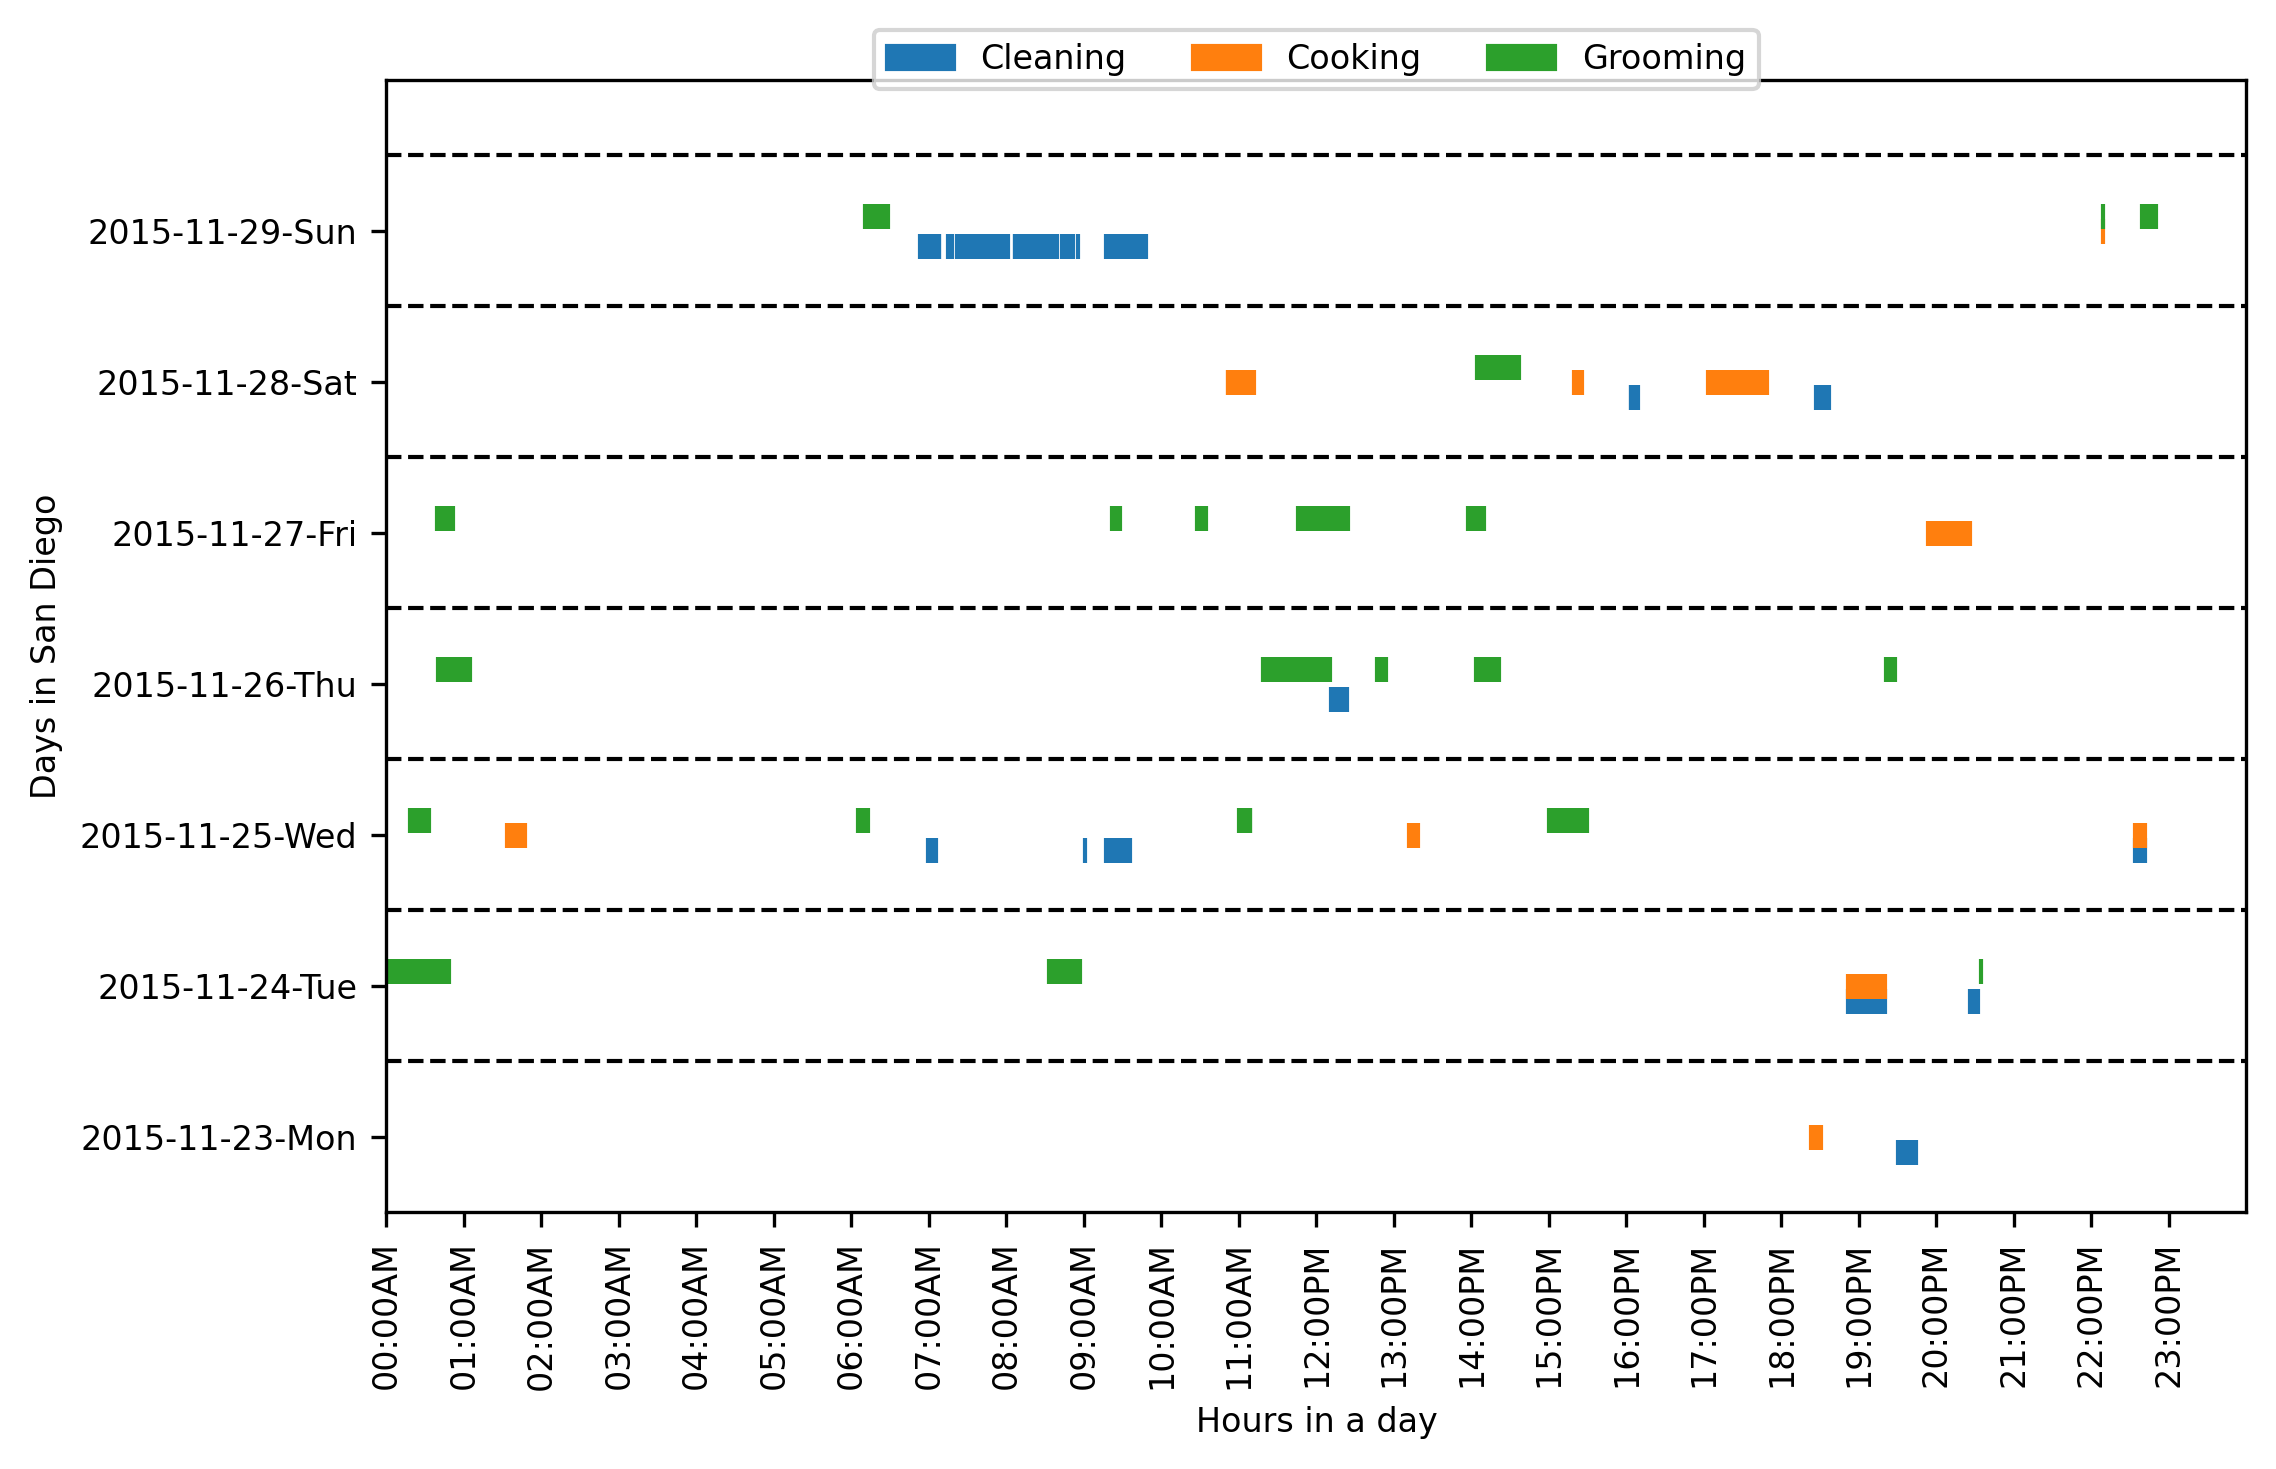 Cleaning Cooking Grooming
2015-11-29-Sun
2015-11-28-Sat
2015-11-27-Fri
2015-11-26-Thu
2015-11-25-Wed
2015-11-24-Tue
2015-11-23-Mon
Days in San Diego
00:00AM
01:00AM
02:00AM
03:00AM
04:00AM
05:00AM
06:00AM
07:00AM
08:00AM
09:00AM
10:00AM
11:00AM
12:00PM
13:00PM
14:00PM
15:00PM
16:00PM
17:00PM
18:00PM
19:00PM
20:00PM
21:00PM
22:00PM
23:00PM
Hours in a day